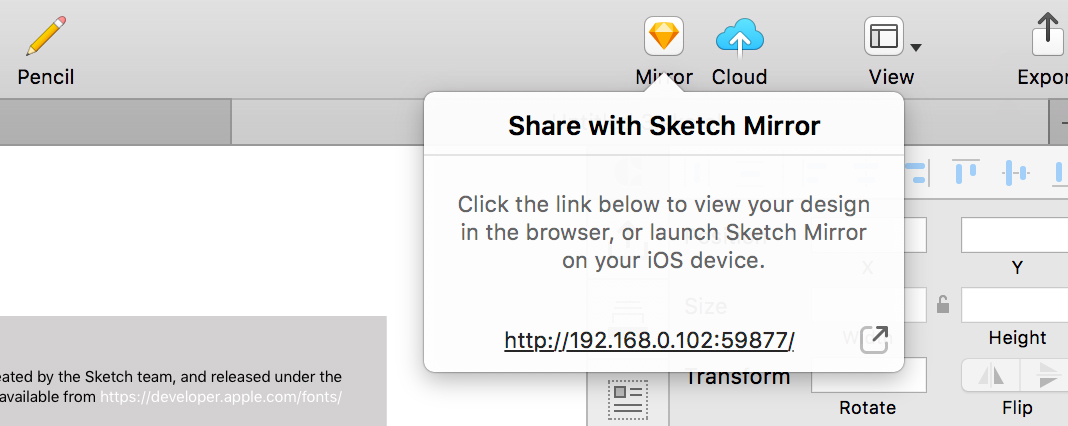 Pencil
Mirror
Cloud
View
Share with Sketch Mirror
Click the link below to view your design
in the browser, or launch Sketch Mirror
on your iOS device.
http://192.168.0.102:59877/
X
Y
Size
Height
Transform
Rotate
Flip
by the Sketch team, and released under the
available from https://developer.apple.com/fonts/